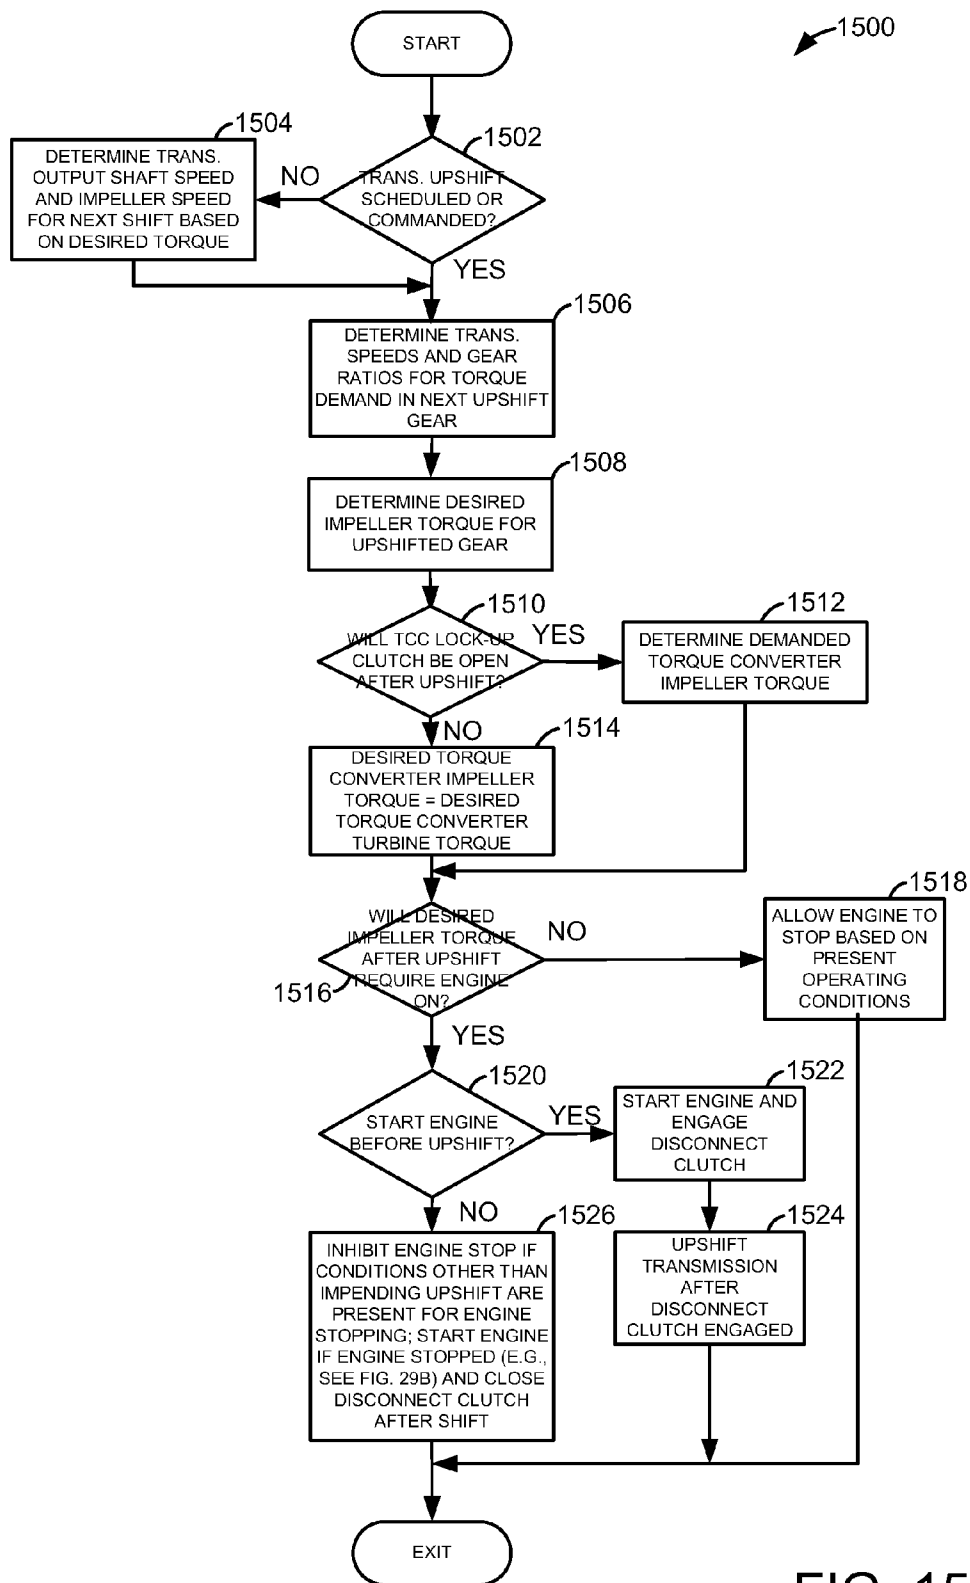 START
1500
1504
1502
DETERMINE TRANS.
OUTPUT SHAFT SPEED
AND IMPELLER SPEED
FOR NEXT SHIFT BASED
ON DESIRED TORQUE
NO
TRANS. UPSHIFT
SCHEDULED OR
COMMANDED?
YES
1506
DETERMINE TRANS.
SPEEDS AND GEAR
RATIOS FOR TORQUE
DEMAND IN NEXT UPSHIFT
GEAR
1508
DETERMINE DESIRED
IMPELLER TORQUE FOR
UPSHIFTED GEAR
1510
WILL TCC LOCK-UP
CLUTCH BE OPEN
AFTER UPSHIFT?
YES
1512
DETERMINE DEMANDED
TORQUE CONVERTER
IMPELLER TORQUE
NO
1514
DESIRED TORQUE
CONVERTER IMPELLER
TORQUE = DESIRED
TORQUE CONVERTER
TURBINE TORQUE
WILL DESIRED
IMPELLER TORQUE
AFTER UPSHIFT
REQUIRE ENGINE
ON?
1516
NO
1518
ALLOW ENGINE TO
STOP BASED ON
PRESENT
OPERATING
CONDITIONS
YES
1520
START ENGINE
BEFORE UPSHIFT?
YES
1522
START ENGINE AND
ENGAGE
DISCONNECT
CLUTCH
NO
1526
1524
UPSHIFT
TRANSMISSION
AFTER
DISCONNECT
CLUTCH ENGAGED
INHIBIT ENGINE STOP IF
CONDITIONS OTHER THAN
IMPENDING UPSHIFT ARE
PRESENT FOR ENGINE
STOPPING; START ENGINE
IF ENGINE STOPPED (E.G.,
SEE FIG. 29B) AND CLOSE
DISCONNECT CLUTCH
AFTER SHIFT
EXIT
FIG. 15